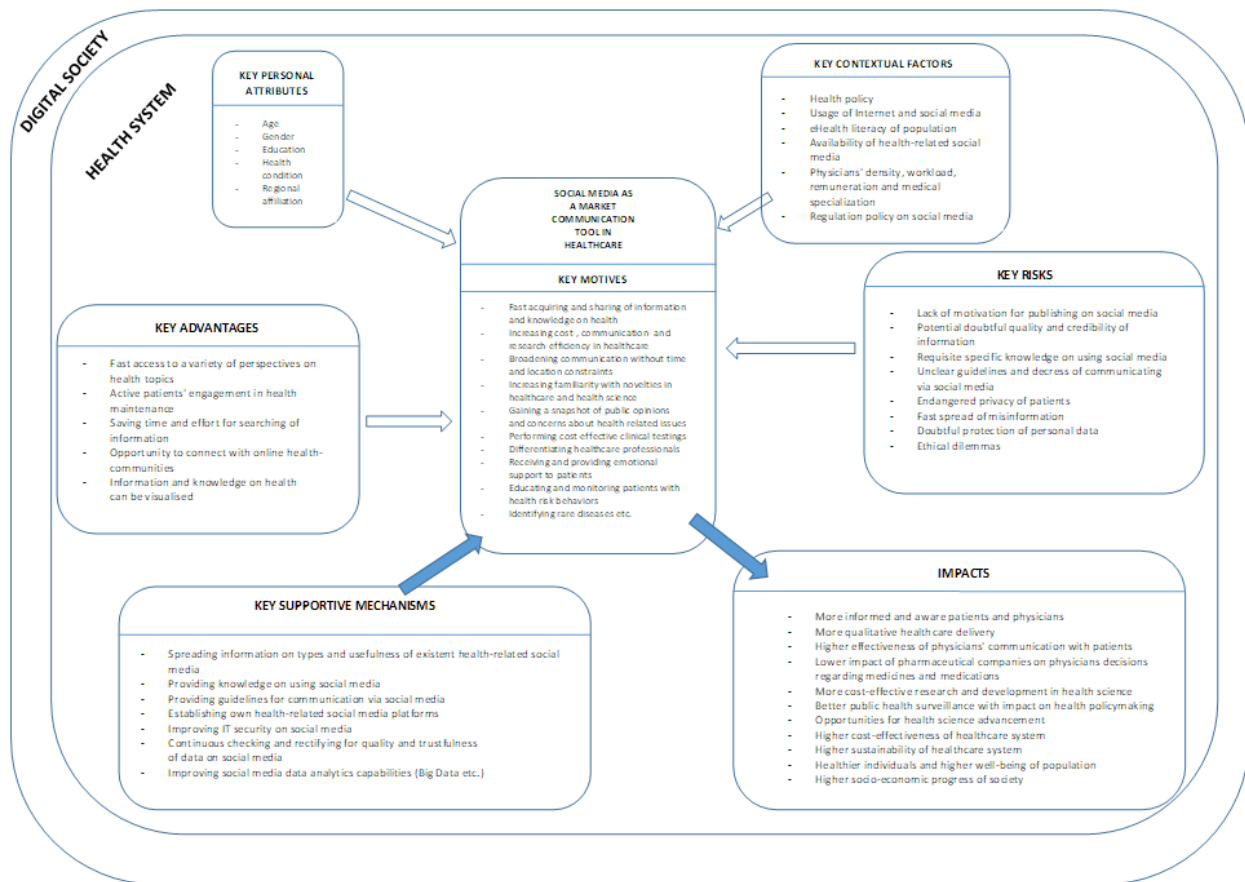 DIGITAL SOCIETY
HEALTH SYSTEM
KEY PERSONAL
ATTRIBUTES
- Age
- Gender
- Education
- Health
condition
- Regional
affiliation
KEY CONTEXTUAL FACTORS
- Health policy
- Usage of Internet and social media
- eHealth literacy of population
- Availability of health-related social
media
- Physicians' density, workload,
remuneration and medical
specialization
- Regulation policy on social media
SOCIAL MEDIA AS
A MARKET
COMMUNICATION
TOOL IN
HEALTHCARE
KEY MOTIVES
- Fast acquiring and sharing of information
and knowledge on health
- Increasing cost , communication and
research efficiency in healthcare
- Broadening communication without time
and location constraints
- Increasing familiarity with novelties in
healthcare and health science
- Gaining a snapshot of public opinions
and concerns about health related issues
- Performing cost-effective clinical testings
- Differentiating healthcare professionals
- Receiving and providing emotional
support to patients
- Educating and monitoring patients with
health risk behaviors
- Identifying rare diseases etc.
KEY ADVANTAGES
- Fast access to a variety of perspectives on
health topics
- Active patients' engagement in health
maintenance
- Saving time and effort for searching of
information
- Opportunity to connect with online health-
communities
- Information and knowledge on health
can be visualised
KEY RISKS
- Lack of motivation for publishing on social media
- Potential doubtful quality and credibility of
information
- Requisite specific knowledge on using social media
- Unclear guidelines and decress of communicating
via social media
- Endangered privacy of patients
- Fast spread of misinformation
- Doubtful protection of personal data
- Ethical dilemmas
KEY SUPPORTIVE MECHANISMS
- Spreading information on types and usefulness of existent health-related social
media
- Providing knowledge on using social media
- Providing guidelines for communication via social media
- Establishing own health-related social media platforms
- Improving IT security on social media
- Continuous checking and rectifying for quality and trustfulness
of data on social media
- Improving social media data analytics capabilities (Big Data etc.)
IMPACTS
- More informed and aware patients and physicians
- More qualitative healthcare delivery
- Higher effectiveness of physicians' communication with patients
- Lower impact of pharmaceutical companies on physicians decisions
regarding medicines and medications
- More cost-effective research and development in health science
- Better public health surveillance with impact on health policymaking
- Opportunities for health science advancement
- Higher cost-effectiveness of healthcare system
- Higher sustainability of healthcare system
- Healthier individuals and higher well-being of population
- Higher socio-economic progress of society